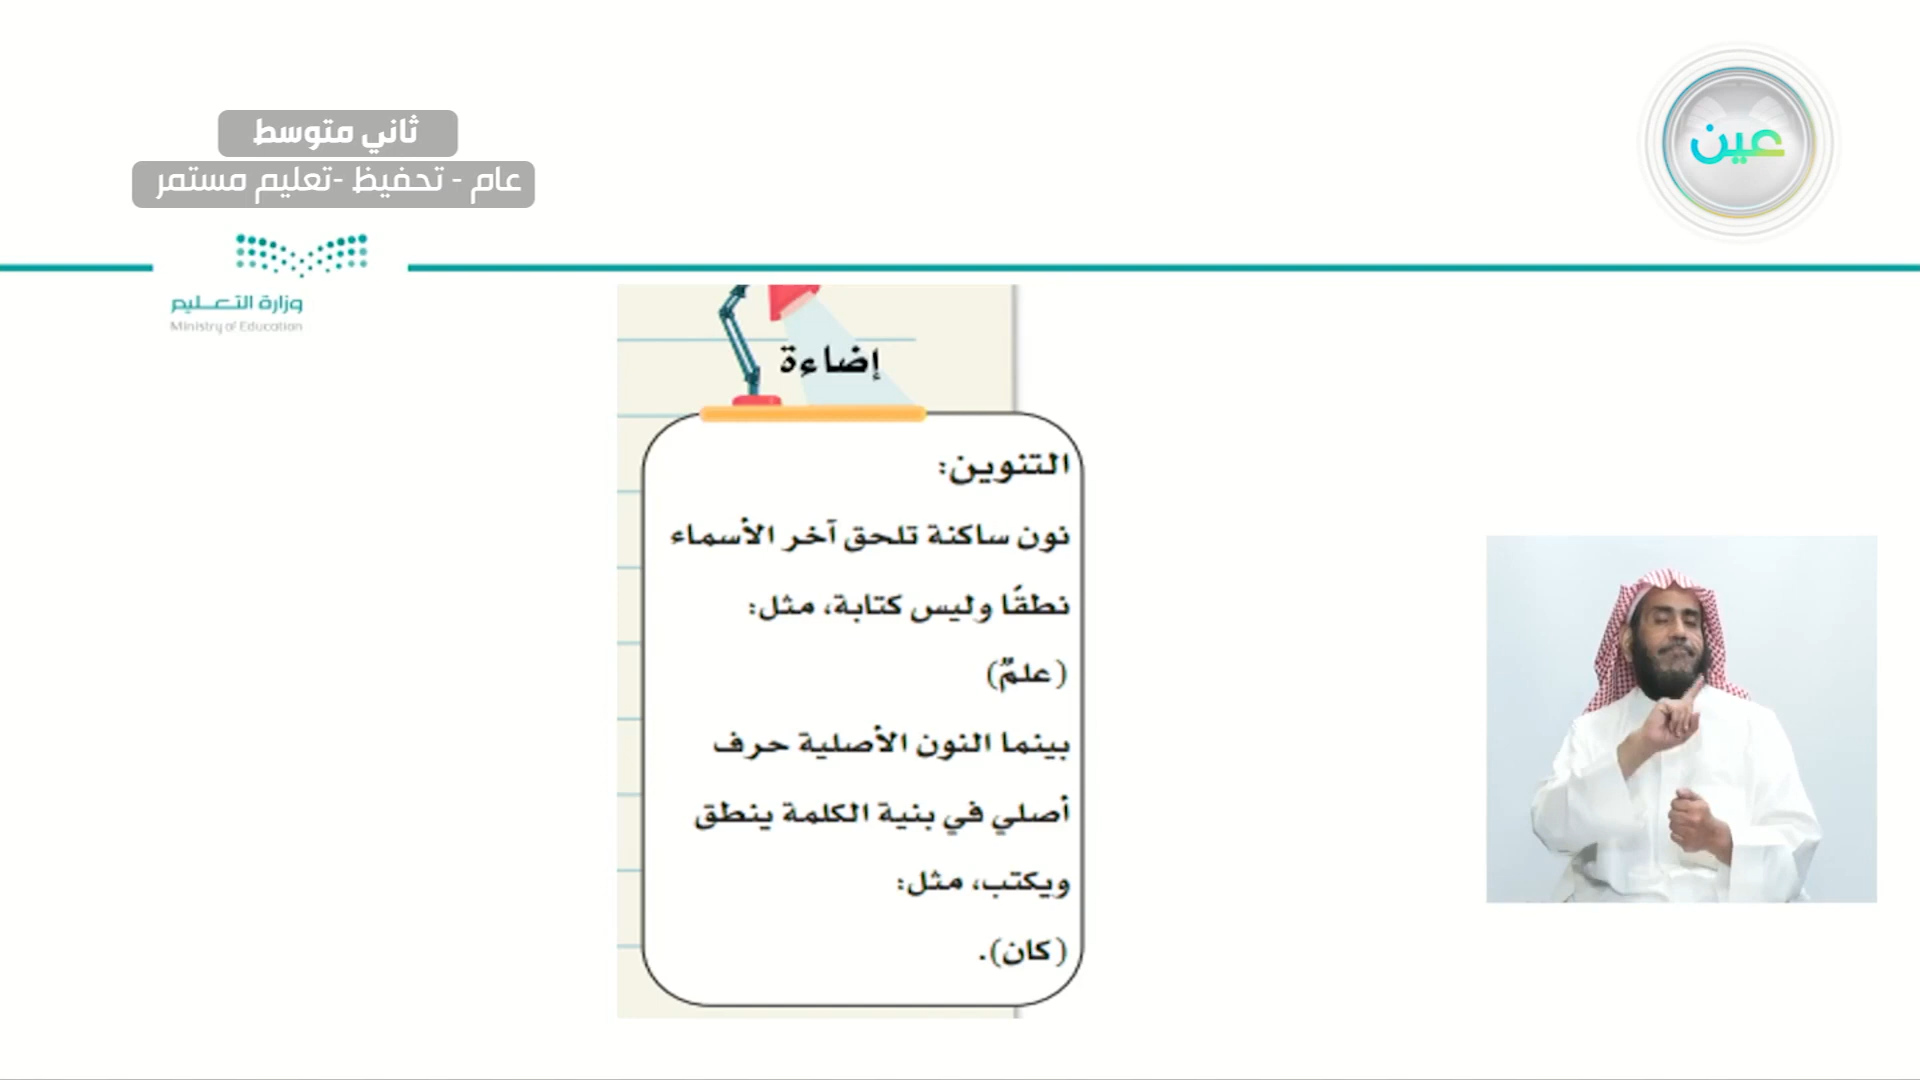 ثاني متوسط
عام - تحفيظ -تعليم مستمر
عين
وزارة التعـــليم
Ministry of Education
إضاءة
التنوين:
نون ساكنة تلحق آخر الأسماء
نطقًا وليس كتابة، مثل:
(علمٌ)
بينما النون الأصلية حرف
أصلي في بنية الكلمة ينطق
ويكتب، مثل:
(كان).